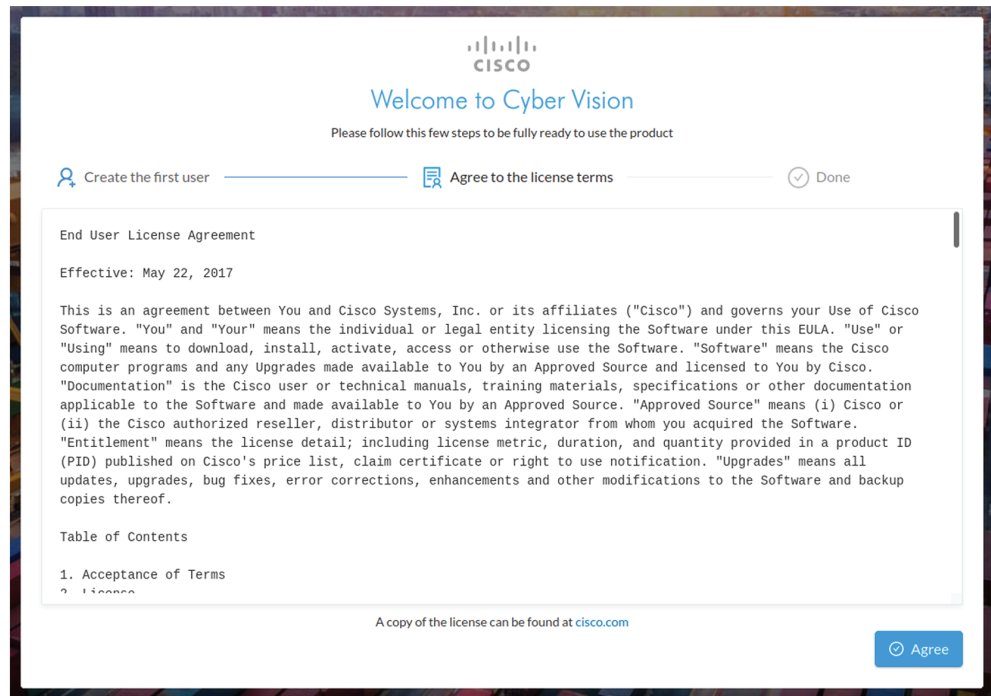 CISCO
Welcome to Cyber Vision
Please follow this few steps to be fully ready to use the product
Create the first user
Agree to the license terms
Done
End User License Agreement
Effective: May 22, 2017
This is an agreement between You and Cisco Systems, Inc. or its affiliates ("Cisco") and governs your Use of Cisco
Software. "You" and "Your" means the individual or legal entity licensing the Software under this EULA. "Use" or
"Using" means to download, install, activate, access or otherwise use the Software. "Software" means the Cisco
computer programs and any Upgrades made available to You by an Approved Source and licensed to You by Cisco.
"Documentation" is the Cisco user or technical manuals, training materials, specifications or other documentation
applicable to the Software and made available to You by an Approved Source. "Approved Source" means (i) Cisco or
(ii) the Cisco authorized reseller, distributor or systems integrator from whom you acquired the Software.
"Entitlement" means the license detail; including license metric, duration, and quantity provided in a product ID
(PID) published on Cisco's price list, claim certificate or right to use notification. "Upgrades" means all
updates, upgrades, bug fixes, error corrections, enhancements and other modifications to the Software and backup
copies thereof.
Table of Contents
1. Acceptance of Terms
2. License
A copy of the license can be found at cisco.com
Agree